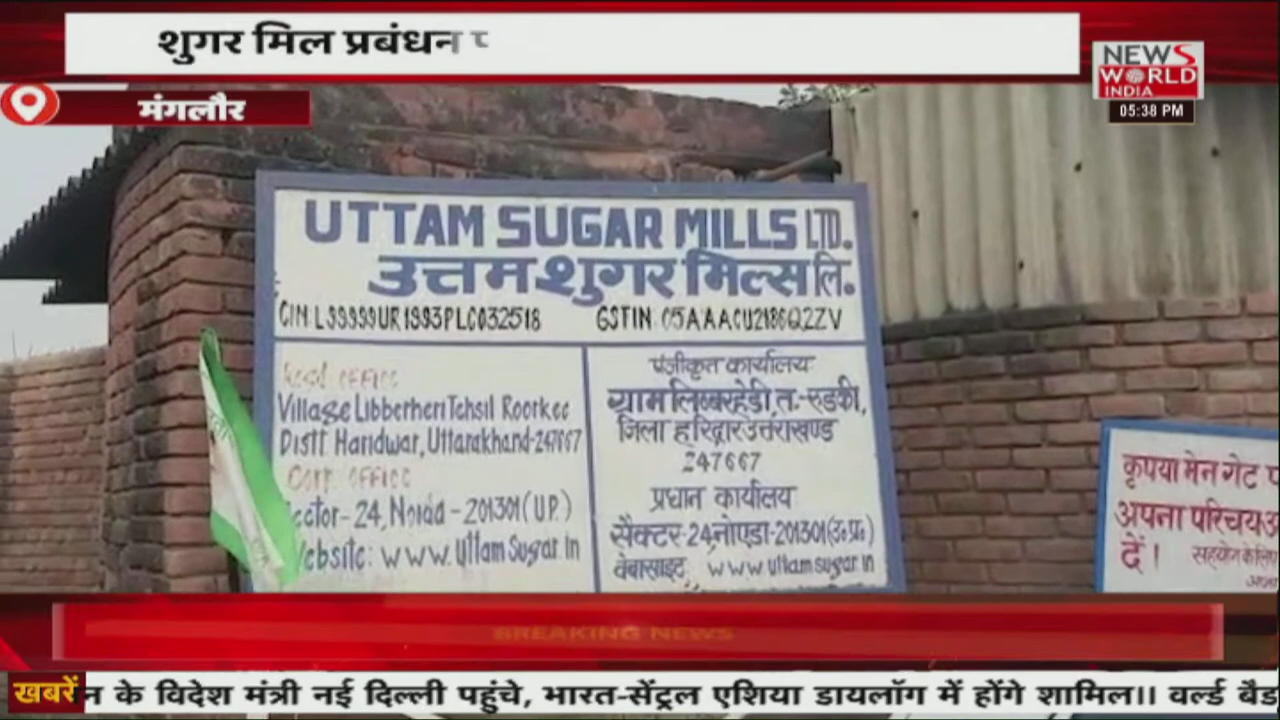 शुगर मिल प्रबंधन
NEWS
WORLD
INDIA
05:38 PM
मंगलौर
UTTAM SUGAR MILLS LTD.
उत्तम शुगर मिल्स लि.
CIN: L99999UR1993PLC032518 GSTIN: 05AAACU2186Q2ZV
Regd OFFICE
Village Libberheri Tehsil Roorkee
Distt Haridwar, Uttarakhand-247667
Corp. OFFICE
Sector-24, Noida-201301 (U.P.)
Website: www.uttamsugar.in
पंजीकृत कार्यालयः
ग्राम लिब्बरहेडी, त.-रुडकी,
जिला हरिद्वार उत्तराखण्ड
247667
प्रधान कार्यालय
सैक्टर-24, नोएडा-201301 (उ०प्र०)
वेबासाइट: www.uttamsugar.in
कृपया मेन गेट प
अपना परिचय
दें।
BREAKING NEWS
खबरें न के विदेश मंत्री नई दिल्ली पहुंचे, भारत-सेंट्रल एशिया डायलॉग में होंगे शामिल।। वर्ल्ड बैड